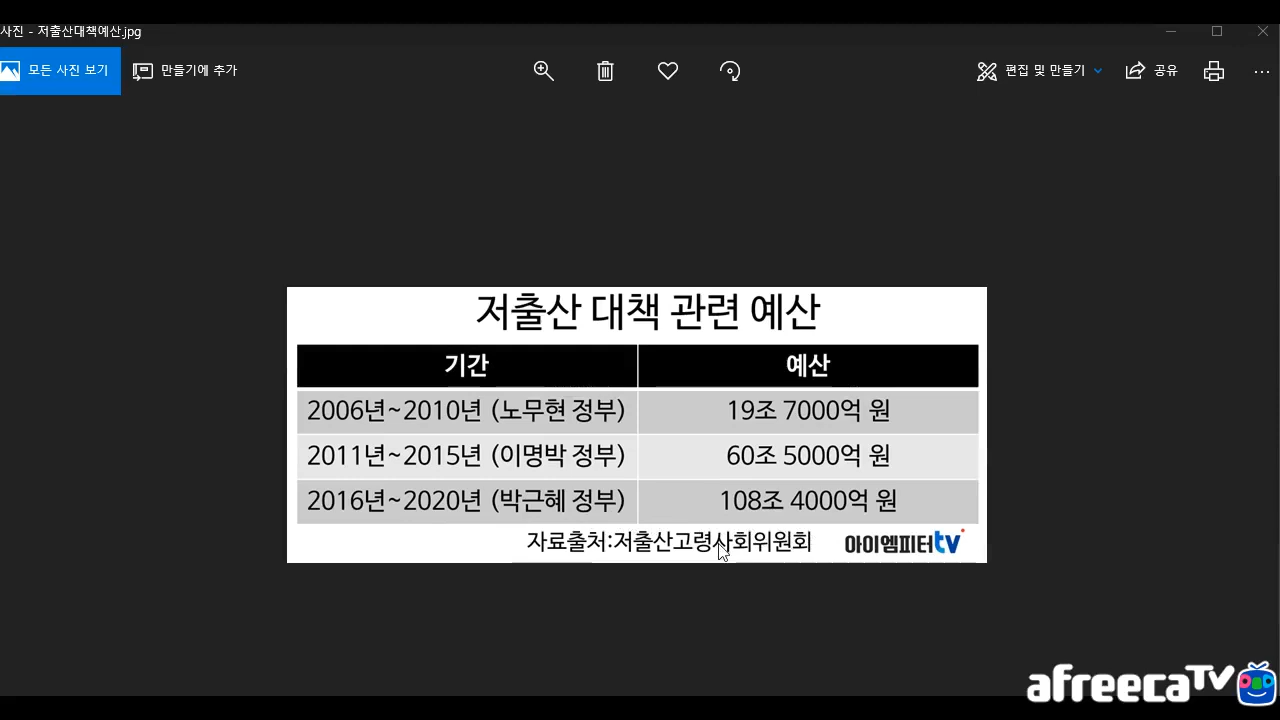 사진 - 저출산대책예산.jpg
모든 사진 보기
만들기에 추가
편집 및 만들기
공유
저출산 대책 관련 예산
기간 예산
2006년~2010년 (노무현 정부) 19조 7000억 원
2011년~2015년 (이명박 정부) 60조 5000억 원
2016년~2020년 (박근혜 정부) 108조 4000억 원
자료출처:저출산고령사회위원회 아이엠피터tv
afreecaTV